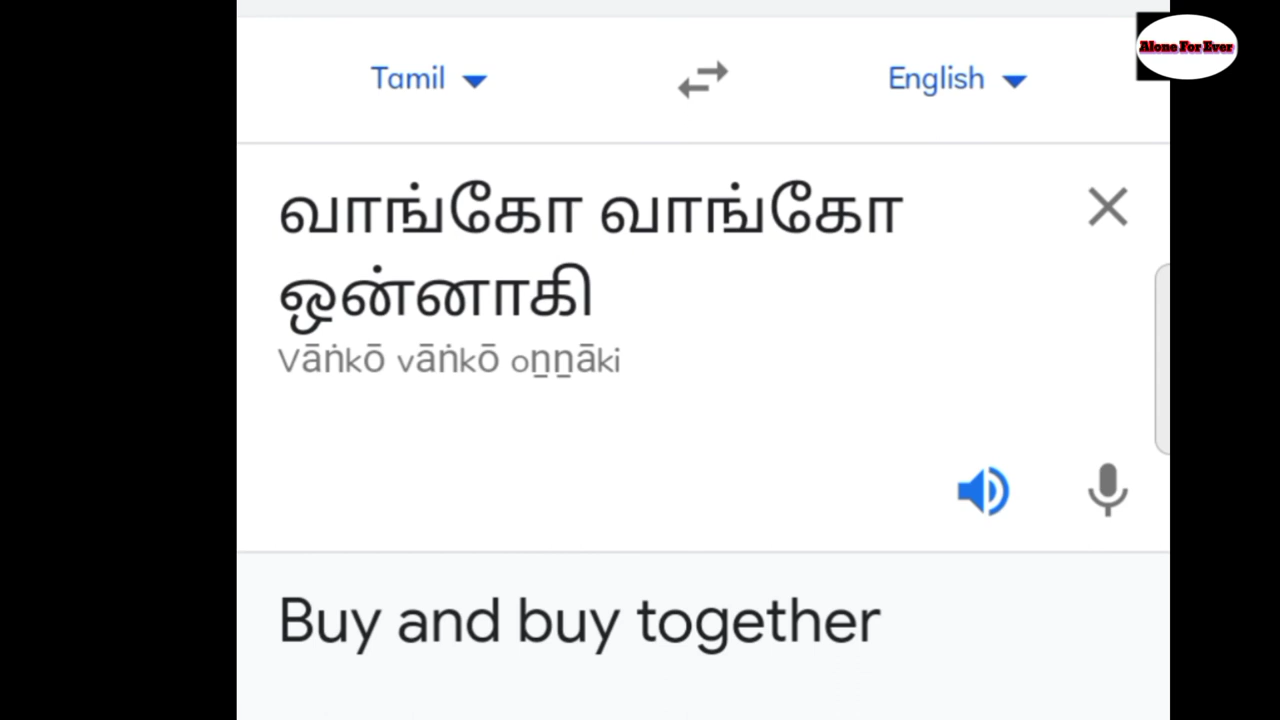 Alone For Ever
Tamil English
வாங்கோ வாங்கோ
ஒன்னாகி
Vāṅkō vāṅkō oṉṉāki
Buy and buy together